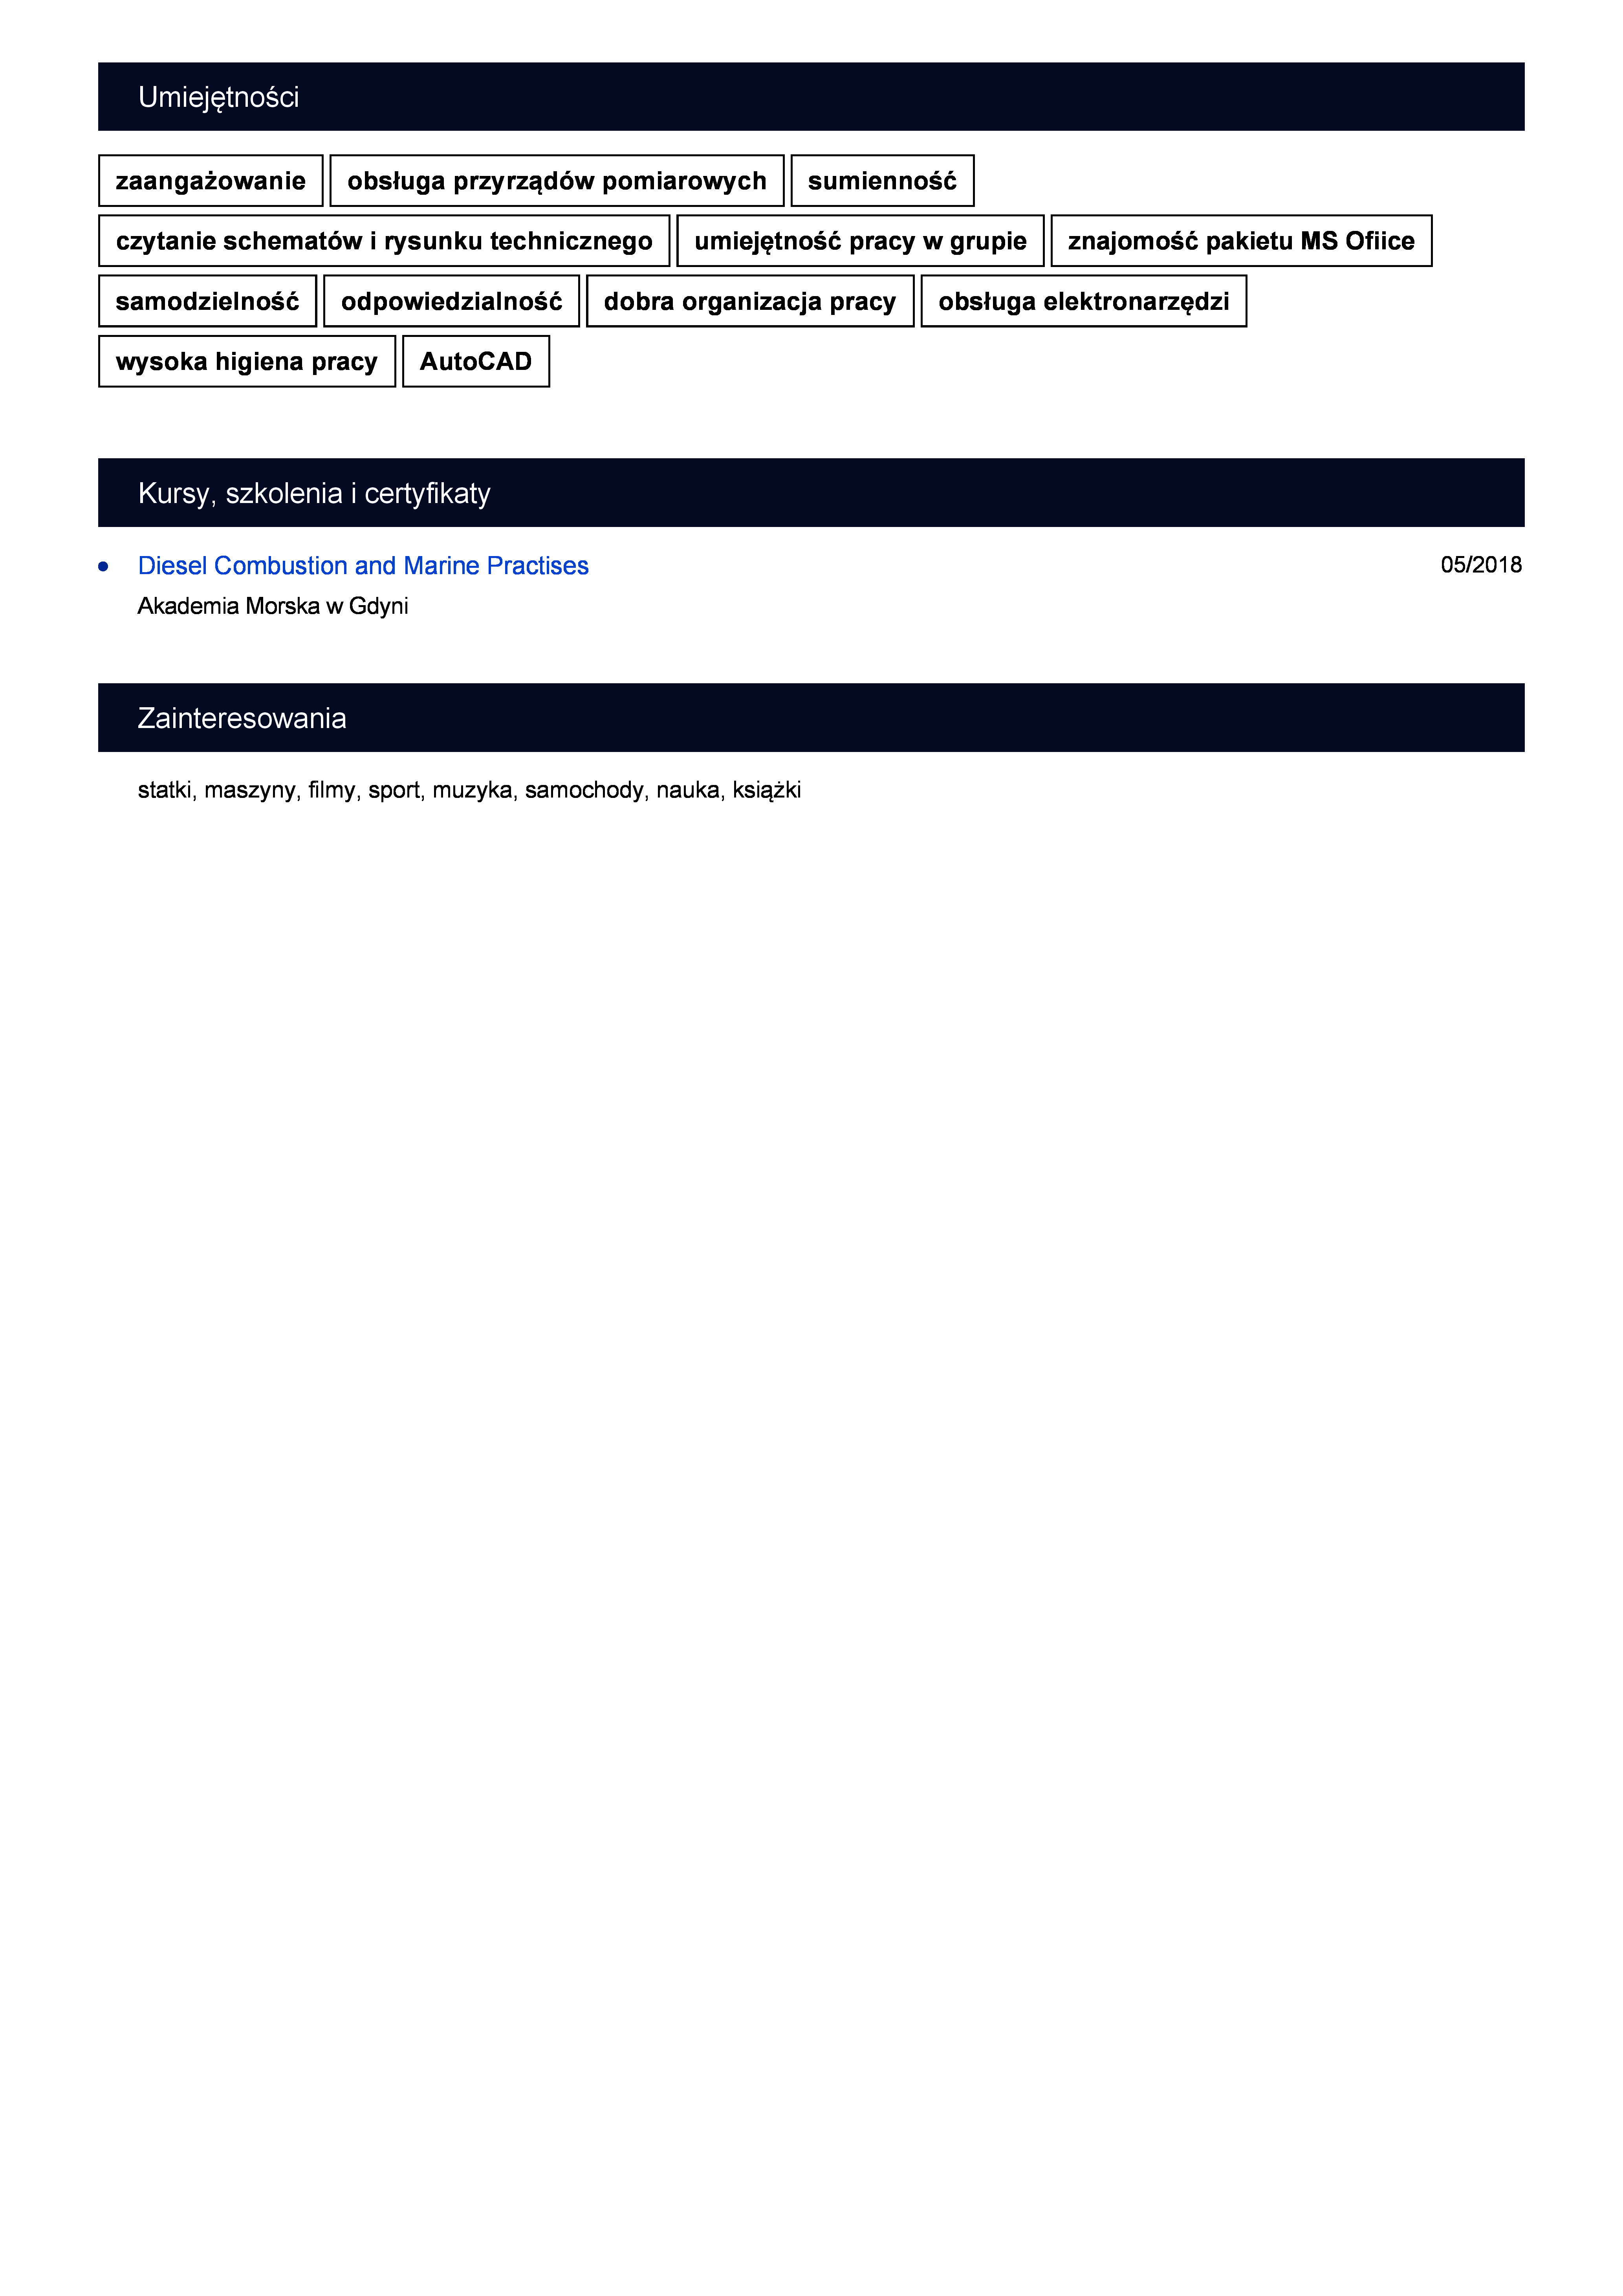 Umiejętności
zaangażowanie obsługa przyrządów pomiarowych sumienność
czytanie schematów i rysunku technicznego umiejętność pracy w grupie znajomość pakietu MS Ofiice
samodzielność odpowiedzialność dobra organizacja pracy obsługa elektronarzędzi
wysoka higiena pracy AutoCAD
Kursy, szkolenia i certyfikaty
• Diesel Combustion and Marine Practises 05/2018
Akademia Morska w Gdyni
Zainteresowania
statki, maszyny, filmy, sport, muzyka, samochody, nauka, książki